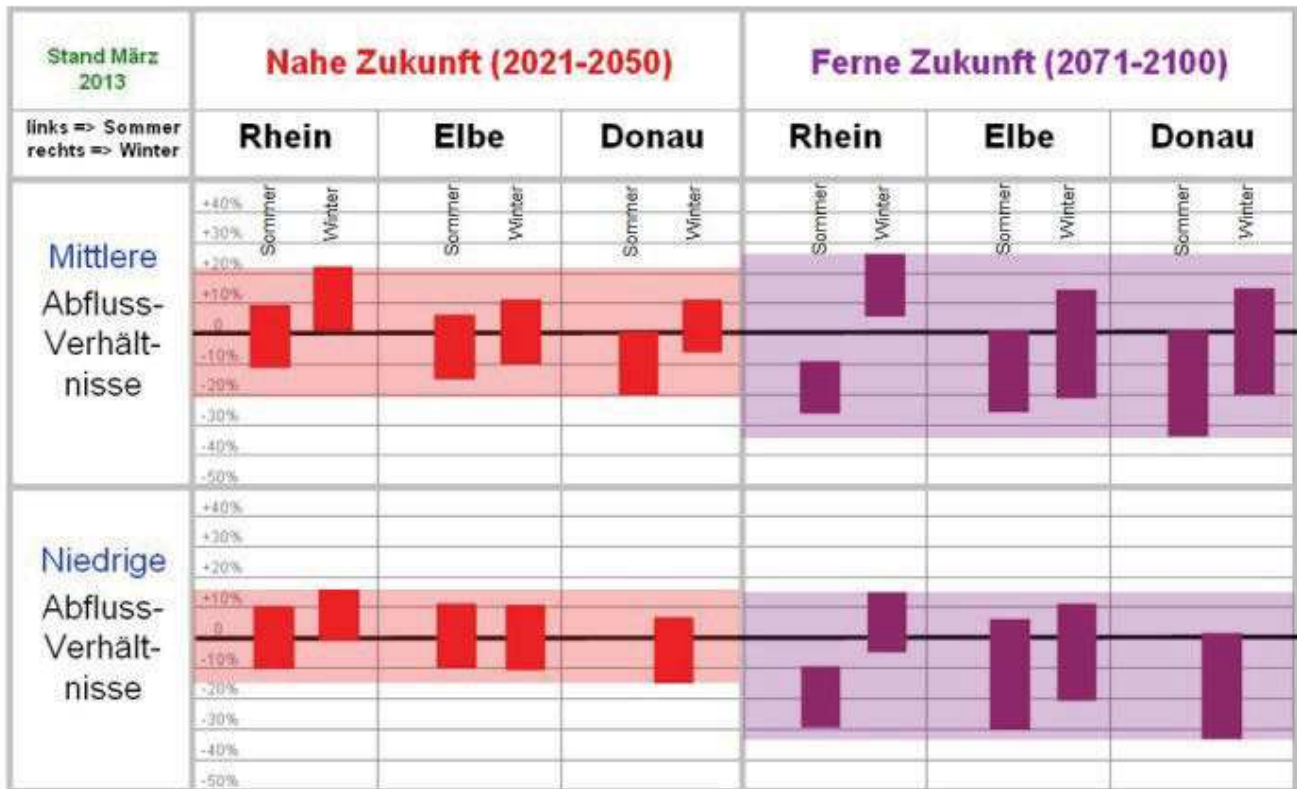 Stand März
2013
Nahe Zukunft (2021-2050)
Ferne Zukunft (2071-2100)
links => Sommer
rechts => Winter
Rhein
Elbe
Donau
Rhein
Elbe
Donau
Sommer
Winter
Sommer
Winter
Sommer
Winter
Sommer
Winter
Sommer
Winter
Sommer
Winter
Mittlere
Abfluss-
Verhält-
nisse
+40%
+30%
+20%
+10%
0
-10%
-20%
-30%
-40%
-50%
Niedrige
Abfluss-
Verhält-
nisse
+40%
+30%
+20%
+10%
0
-10%
-20%
-30%
-40%
-50%